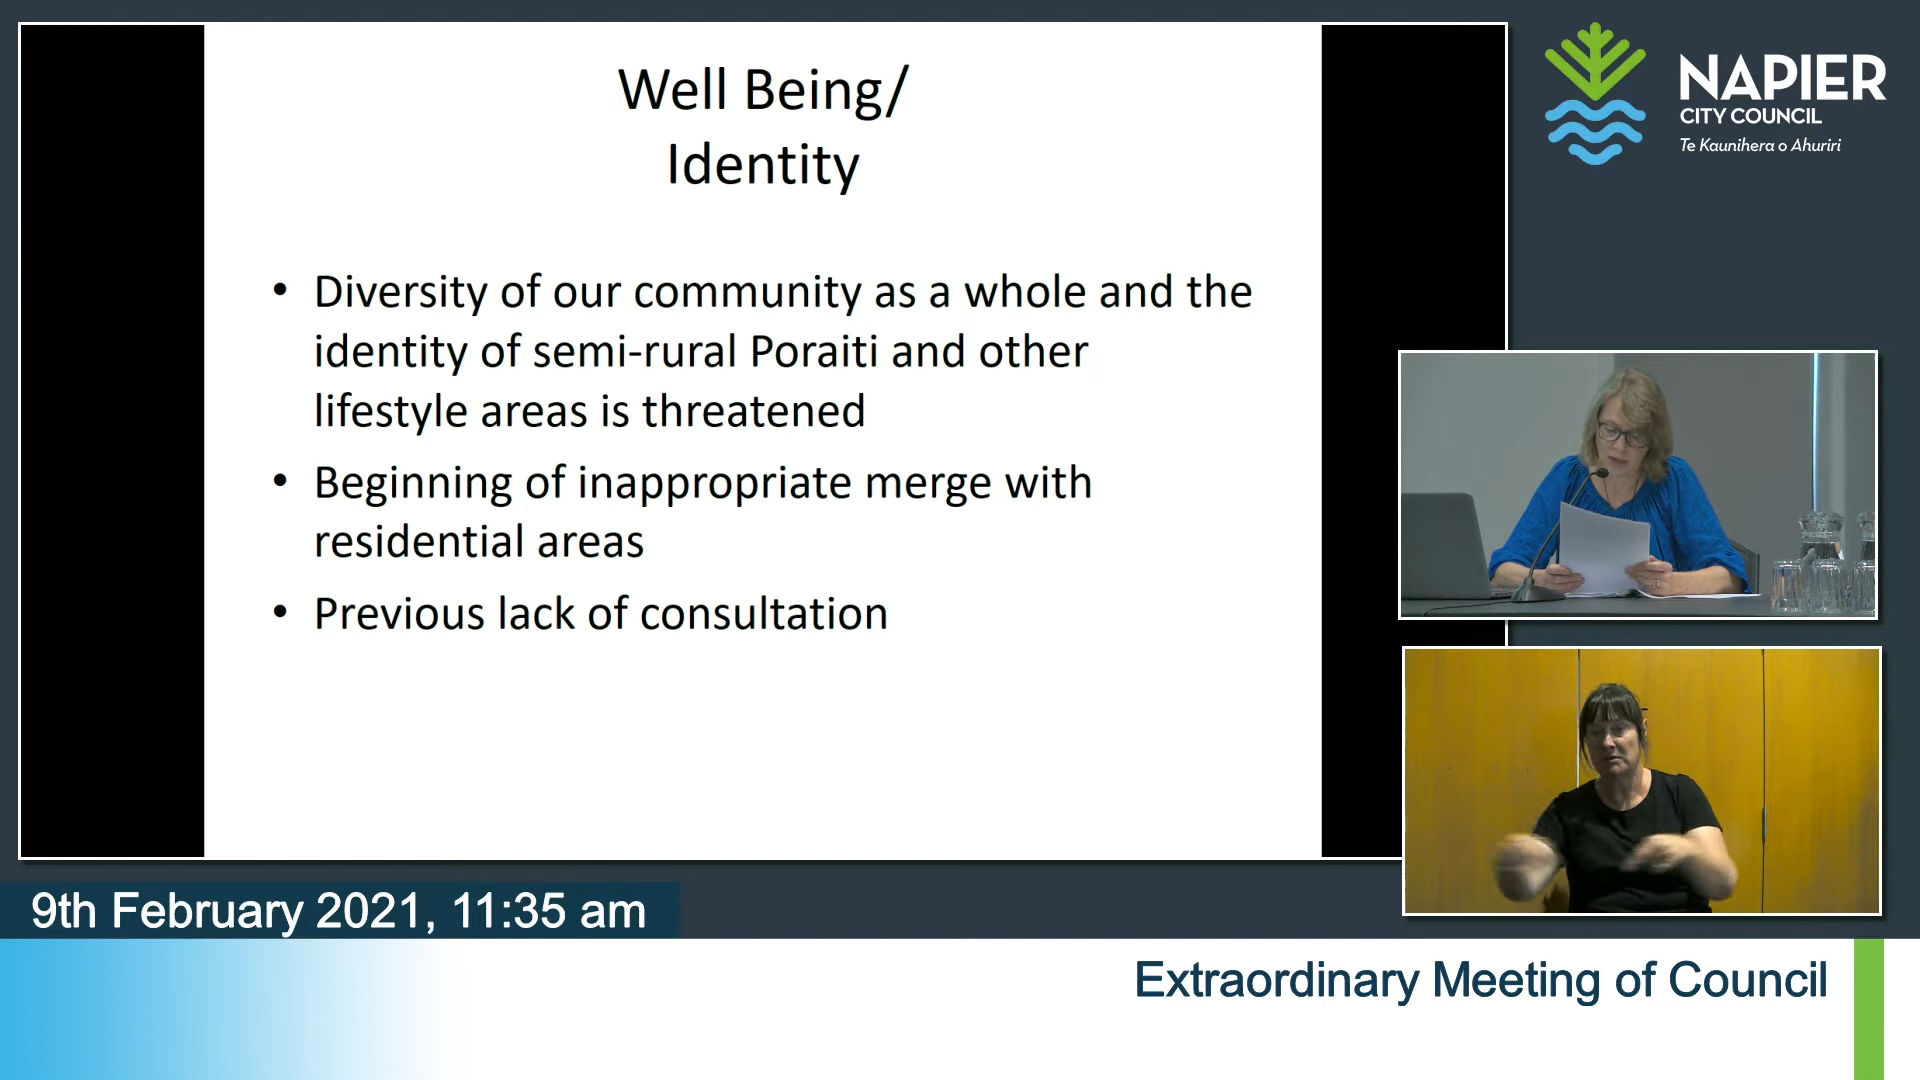 Well Being/
Identity
• Diversity of our community as a whole and the
identity of semi-rural Poraiti and other
lifestyle areas is threatened
• Beginning of inappropriate merge with
residential areas
• Previous lack of consultation
NAPIER
CITY COUNCIL
Te Kaunihera o Ahuriri
9th February 2021, 11:35 am
Extraordinary Meeting of Council